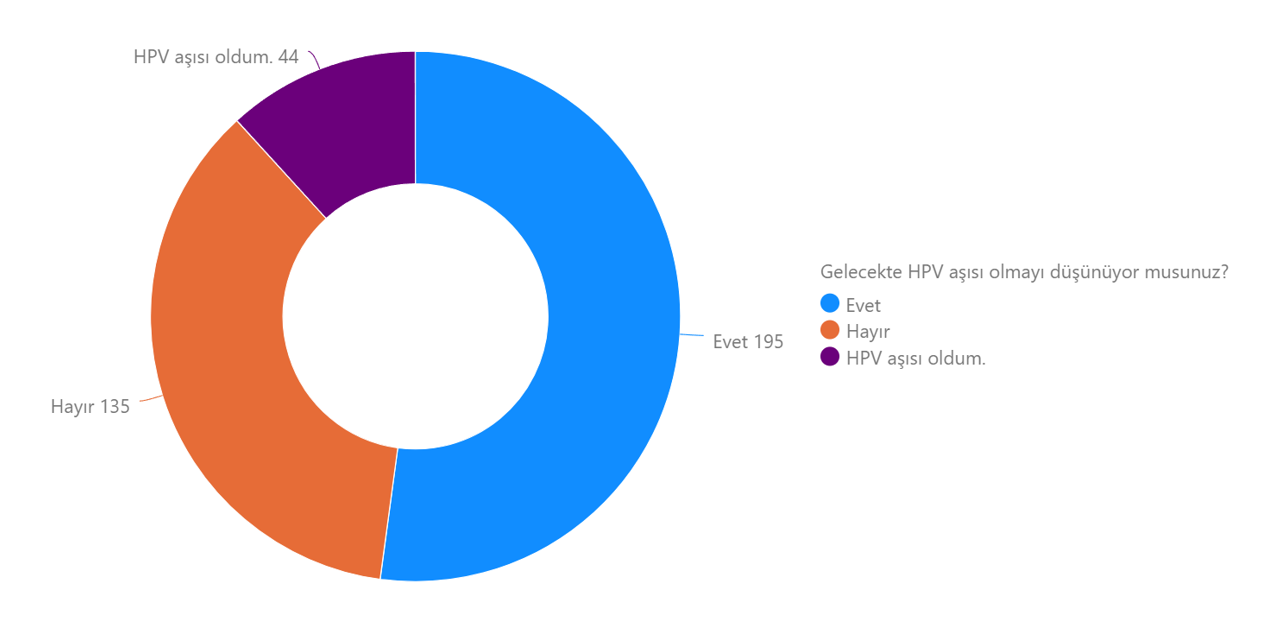 HPV aşısı oldum. 44
Evet 195
Hayır 135
Gelecekte HPV aşısı olmayı düşünüyor musunuz?
Evet
Hayır
HPV aşısı oldum.